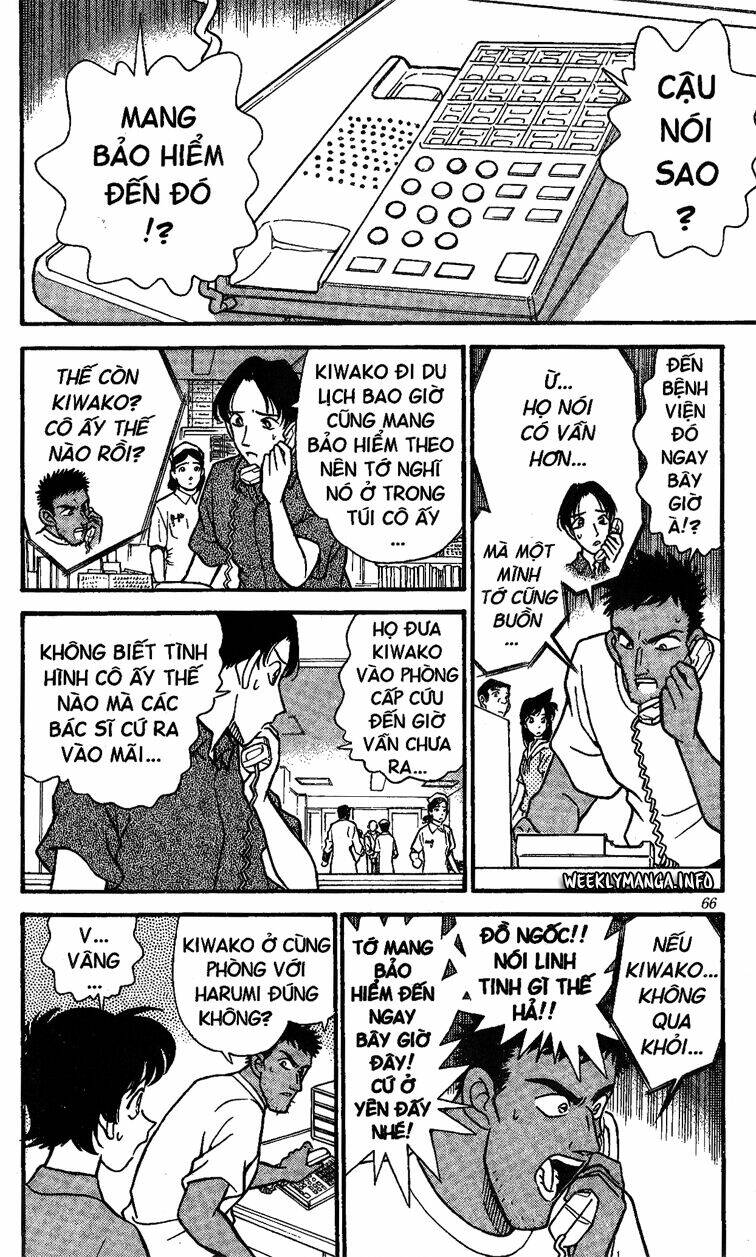 CẬU
NÓI
SAO
?
MANG
BẢO HIỂM
ĐẾN ĐÓ
!?
ĐẾN
BỆNH
VIỆN
ĐÓ
NGAY
BÂY
GIỜ
À!?
Ừ...
HỌ NÓI
CÓ VẪN
HƠN...
MÀ MỘT
MÌNH
TỚ CŨNG
BUỒN
...
KIWAKO ĐI DU
LỊCH BAO GIỜ
CŨNG MANG
BẢO HIỂM THEO
NÊN TỚ NGHĨ
NÓ Ở TRONG
TÚI CÔ ẤY
...
THẾ CÒN
KIWAKO?
CÔ ẤY THẾ
NÀO RỒI?
HỌ ĐƯA
KIWAKO
VÀO PHÒNG
CẤP CỨU
ĐẾN GIỜ
VẪN CHƯA
RA...
KHÔNG BIẾT TÌNH
HÌNH CÔ ẤY THẾ
NÀO MÀ CÁC
BÁC SĨ CỨ RA
VÀO MÃI...
WEEKLYMANGA.INFO
66
NẾU
KIWAKO...
KHÔNG
QUA
KHỎI...
ĐỒ NGỐC!!
NÓI LINH
TINH GÌ THẾ
HẢ!!
TỚ MANG
BẢO
HIỂM ĐẾN
NGAY
BÂY GIỜ
ĐÂY!
CỨ Ở
YÊN ĐẤY
NHÉ!
KIWAKO Ở CÙNG
PHÒNG VỚI
HARUMI ĐÚNG
KHÔNG?
V...
VÂNG
...